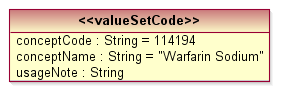 <<valueSetCode>>
conceptCode : String = 114194
conceptName : String = "Warfarin Sodium"
usageNote : String